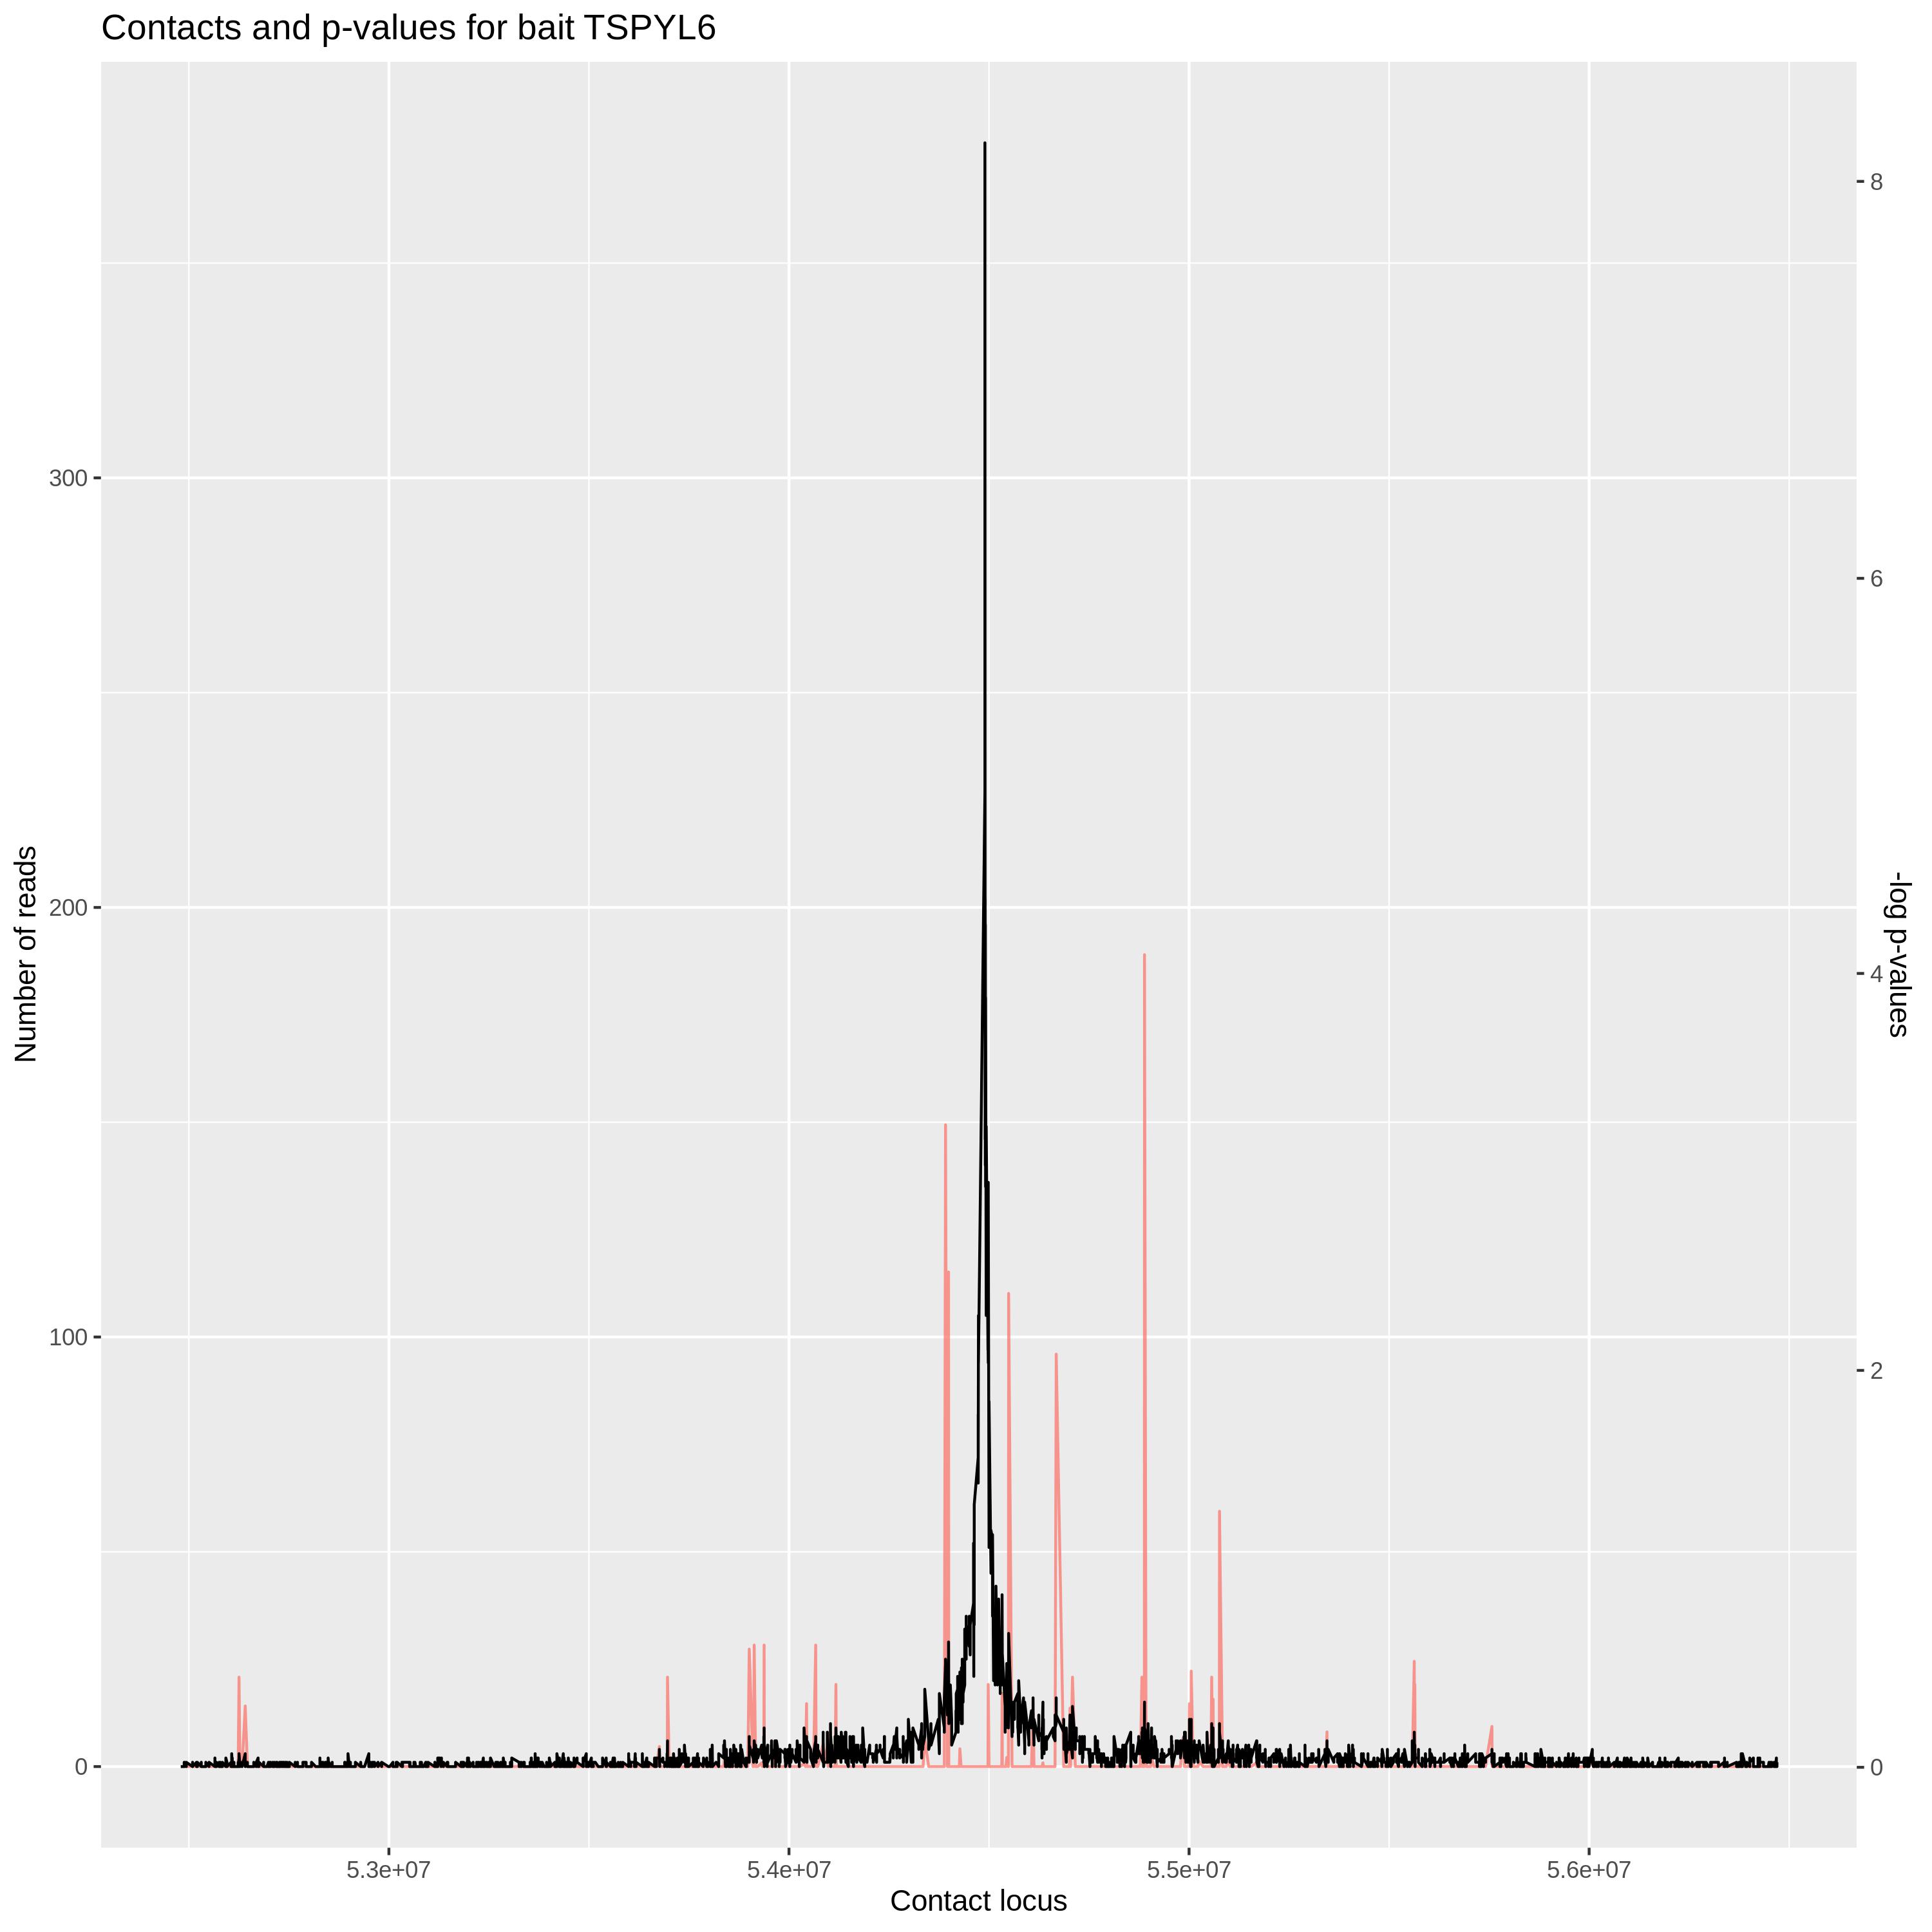 Contacts and p-values for bait TSPYL6
Number of reads
300
200
100
0
8
6
4
2
0
-log p-values
5.3e+07
5.4e+07
5.5e+07
5.6e+07
Contact locus